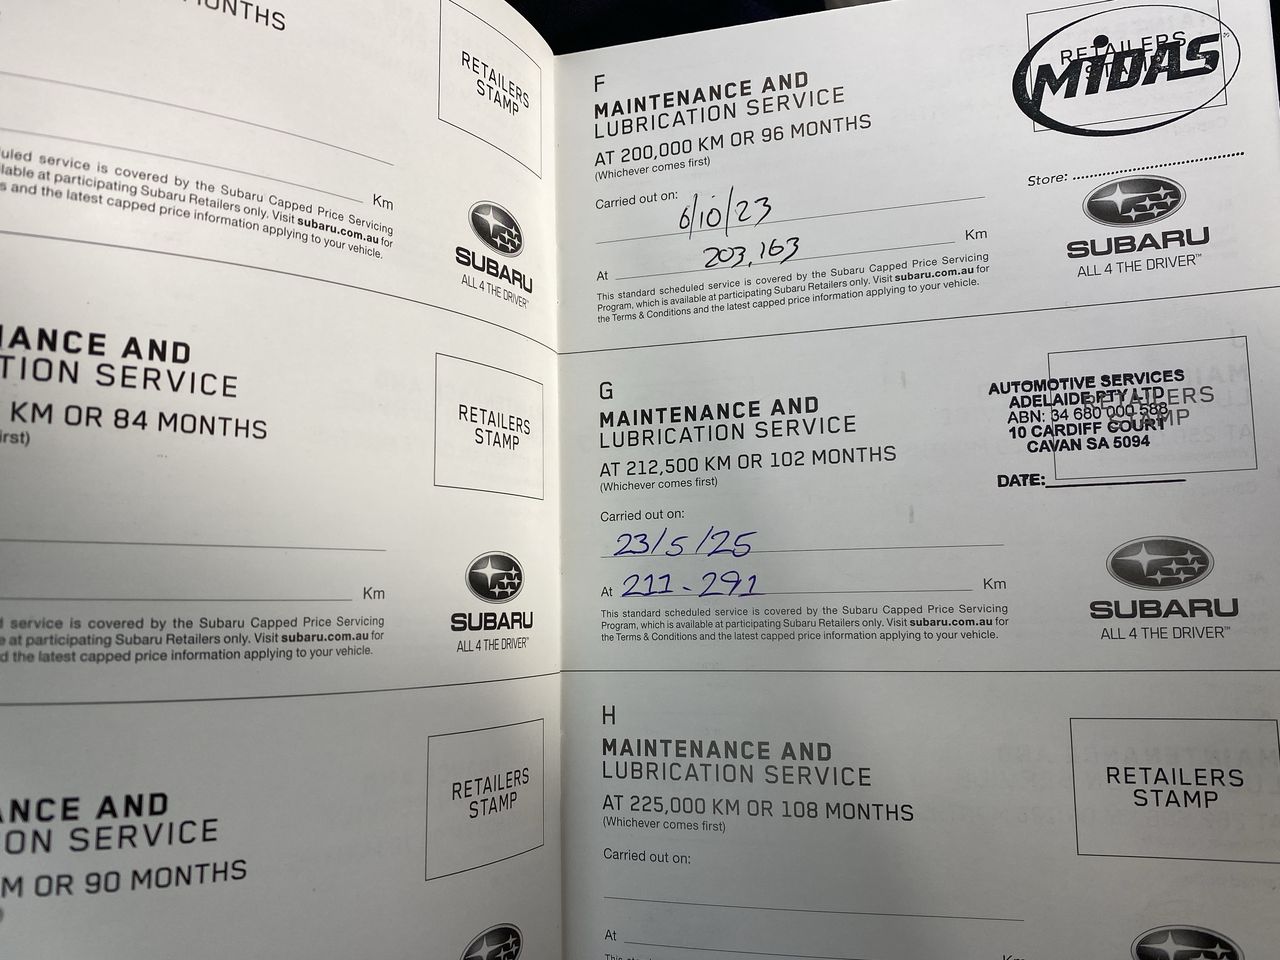 RETAILERS
STAMP
Km
uled service is covered by the Subaru Capped Price Servicing
lable at participating Subaru Retailers only. Visit subaru.com.au for
s and the latest capped price information applying to your vehicle.
SUBARU
ALL 4 THE DRIVER™
ANCE AND
TION SERVICE
KM OR 84 MONTHS
irst)
RETAILERS
STAMP
Km
service is covered by the Subaru Capped Price Servicing
e at participating Subaru Retailers only. Visit subaru.com.au for
d the latest capped price information applying to your vehicle.
SUBARU
ALL 4 THE DRIVER™
ANCE AND
ON SERVICE
M OR 90 MONTHS
)
RETAILERS
STAMP
F
MAINTENANCE AND
LUBRICATION SERVICE
AT 200,000 KM OR 96 MONTHS
(Whichever comes first)
RETAILERS
MIDAS
Store:
Carried out on:
6/10/23
At 203,163 Km
This standard scheduled service is covered by the Subaru Capped Price Servicing
Program, which is available at participating Subaru Retailers only. Visit subaru.com.au for
the Terms & Conditions and the latest capped price information applying to your vehicle.
SUBARU
ALL 4 THE DRIVER™
G
MAINTENANCE AND
LUBRICATION SERVICE
AT 212,500 KM OR 102 MONTHS
(Whichever comes first)
RETAILERS
STAMP
AUTOMOTIVE SERVICES
ADELAIDE PTY LTD
ABN: 34 680 000 588
10 CARDIFF COURT
CAVAN SA 5094
DATE:
Carried out on:
23/5/25
At 211-291 Km
This standard scheduled service is covered by the Subaru Capped Price Servicing
Program, which is available at participating Subaru Retailers only. Visit subaru.com.au for
the Terms & Conditions and the latest capped price information applying to your vehicle.
SUBARU
ALL 4 THE DRIVER™
H
MAINTENANCE AND
LUBRICATION SERVICE
AT 225,000 KM OR 108 MONTHS
(Whichever comes first)
RETAILERS
STAMP
Carried out on:
At